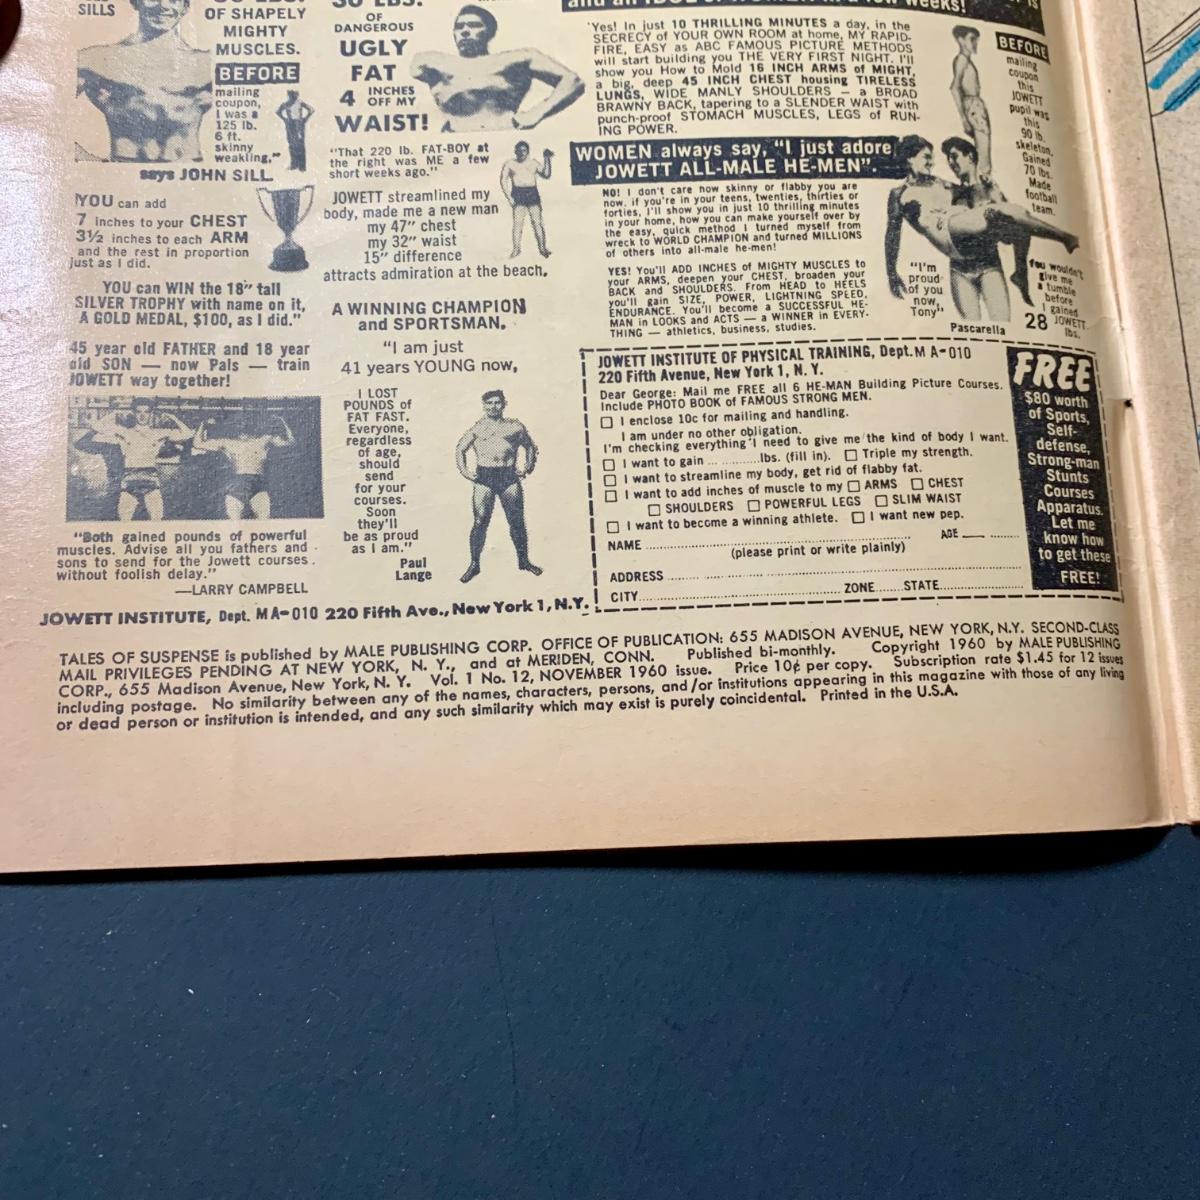 SILLS
OF SHAPELY
MIGHTY
MUSCLES.
BEFORE
mailing
coupon,
I was a
125 lb.
6 ft.
skinny
weakling,"
says JOHN SILL
YOU can add
7 inches to your CHEST
3½ inches to each ARM
and the rest in proportion
just as I did.
YOU can WIN the 18" tall
SILVER TROPHY with name on it,
A GOLD MEDAL, $100, as I did."
45 year old FATHER and 18 year
old SON — now Pals — train
JOWETT way together!
"Both gained pounds of powerful
muscles. Advise all you fathers and
sons to send for the Jowett courses
without foolish delay."
—LARRY CAMPBELL
OF
DANGEROUS
UGLY
FAT
4 INCHES
OFF MY
WAIST!
"That 220 lb. FAT-BOY at
the right was ME a few
short weeks ago."
JOWETT streamlined my
body, made me a new man
my 47" chest
my 32" waist
15" difference
attracts admiration at the beach.
A WINNING CHAMPION
and SPORTSMAN.
"I am just
41 years YOUNG now,
I LOST
POUNDS of
FAT FAST.
Everyone,
regardless
of age,
should
send
for your
courses.
Soon
they'll
be as proud
as I am."
Paul
Lange
Yes! In just 10 THRILLING MINUTES a day, in the
SECRECY of YOUR OWN ROOM at home, MY RAPID-
FIRE, EASY as ABC FAMOUS PICTURE METHODS
will start building you THE VERY FIRST NIGHT. I'll
show you How to Mold 16 INCH ARMS of MIGHT,
a big, deep 45 INCH CHEST housing TIRELESS
LUNGS, WIDE MANLY SHOULDERS — a BROAD
BRAWNY BACK, tapering to a SLENDER WAIST with
punch-proof STOMACH MUSCLES, LEGS of RUN-
ING POWER.
BEFORE
mailing
coupon
this
JOWETT
pupil was
this
90 lb.
skeleton.
Gained
70 lbs.
Made
football
team.
WOMEN always say, "I just adore
JOWETT ALL-MALE HE-MEN".
NO! I don't care now skinny or flabby you are
now, if you're in your teens, twenties, thirties or
forties, I'll show you in just 10 thrilling minutes
in your home, how you can make yourself over by
the easy, quick method I turned myself from
wreck to WORLD CHAMPION and turned MILLIONS
of others into all-male he-men!
YES! You'll ADD INCHES of MIGHTY MUSCLES to
your ARMS, deepen your CHEST, broaden your
BACK and SHOULDERS. From HEAD to HEELS
you'll gain SIZE, POWER, LIGHTNING SPEED,
ENDURANCE. You'll become a SUCCESSFUL HE-
MAN in LOOKS and ACTS — a WINNER in EVERY-
THING — athletics, business, studies.
"I'm
proud
of you
now,
Tony",
Pascarella
You wouldn't
give me
a tumble
before
I gained
28 JOWETT
lbs.
JOWETT INSTITUTE OF PHYSICAL TRAINING, Dept. M A-010
220 Fifth Avenue, New York 1, N. Y.
Dear George: Mail me FREE all 6 HE-MAN Building Picture Courses.
Include PHOTO BOOK of FAMOUS STRONG MEN.
☐ I enclose 10c for mailing and handling.
I am under no other obligation.
I'm checking everything I need to give me the kind of body I want.
☐ I want to gain ........lbs. (fill in). ☐ Triple my strength.
☐ I want to streamline my body, get rid of flabby fat.
☐ I want to add inches of muscle to my ☐ ARMS ☐ CHEST
☐ SHOULDERS ☐ POWERFUL LEGS ☐ SLIM WAIST
☐ I want to become a winning athlete. ☐ I want new pep.
NAME ........ AGE ........
(please print or write plainly)
ADDRESS ........
CITY........ ZONE........STATE........
FREE
$80 worth
of Sports,
Self-
defense,
Strong-man
Stunts
Courses
Apparatus.
Let me
know how
to get these
FREE!
JOWETT INSTITUTE, Dept. MA-010 220 Fifth Ave., New York 1, N.Y.
TALES OF SUSPENSE is published by MALE PUBLISHING CORP. OFFICE OF PUBLICATION: 655 MADISON AVENUE, NEW YORK, N.Y. SECOND-CLASS
MAIL PRIVILEGES PENDING AT NEW YORK, N. Y., and at MERIDEN, CONN. Published bi-monthly. Copyright 1960 by MALE PUBLISHING
CORP., 655 Madison Avenue, New York, N. Y. Vol. 1 No. 12, NOVEMBER 1960 issue. Price 10¢ per copy. Subscription rate $1.45 for 12 issues
including postage. No similarity between any of the names, characters, persons, and/or institutions appearing in this magazine with those of any living
or dead person or institution is intended, and any such similarity which may exist is purely coincidental. Printed in the U.S.A.